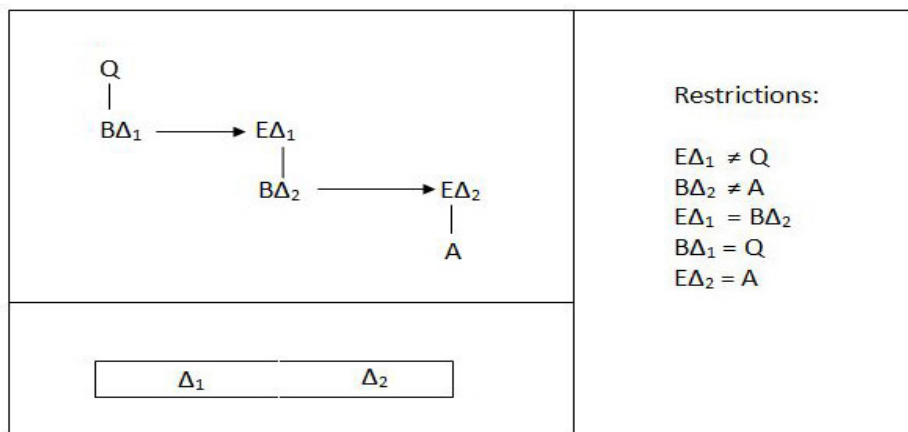 Q
BΔ₁ EΔ₁
BΔ₂ EΔ₂
A
Δ₁ Δ₂
Restrictions:
EΔ₁ ≠ Q
BΔ₂ ≠ A
EΔ₁ = BΔ₂
BΔ₁ = Q
EΔ₂ = A